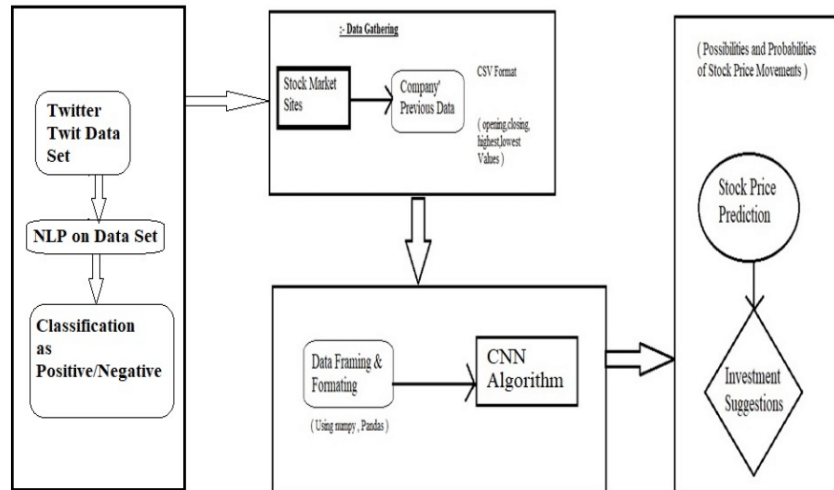 Twitter
Twit Data
Set
NLP on Data Set
Classification
as
Positive/Negative
:- Data Gathering
Stock Market
Sites
Company'
Previous Data
CSV Format
( opening,closing,
highest,lowest
Values )
Data Framing &
Formating
( Using numpy , Pandas )
CNN
Algorithm
( Possibilities and Probabilities
of Stock Price Movements )
Stock Price
Prediction
Investment
Suggestions